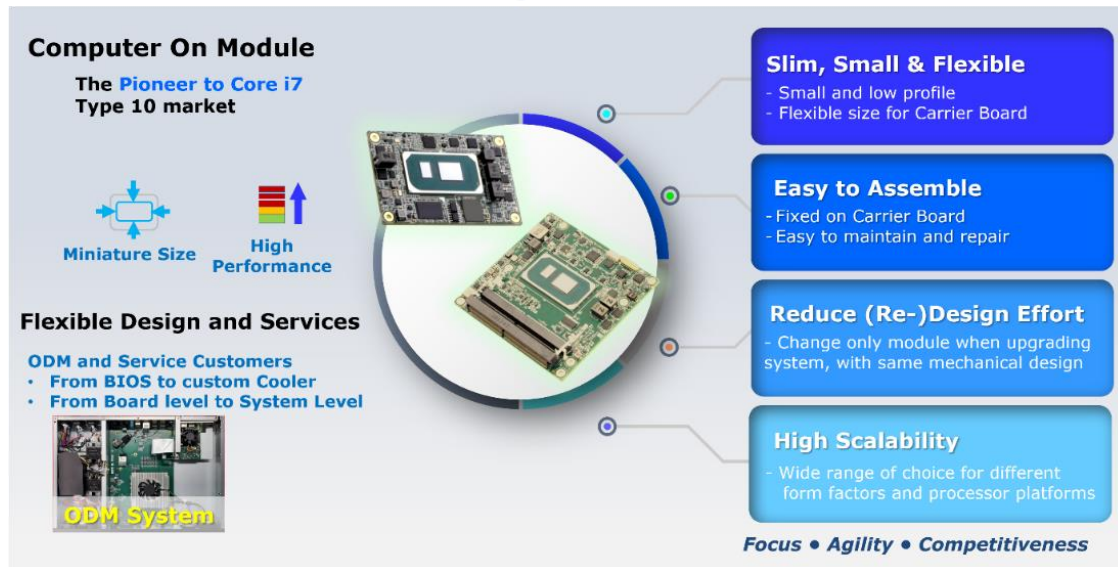 Computer On Module
The Pioneer to Core i7
Type 10 market
Miniature Size
High
Performance
Flexible Design and Services
ODM and Service Customers
• From BIOS to custom Cooler
• From Board level to System Level
ODM System
Slim, Small & Flexible
- Small and low profile
- Flexible size for Carrier Board
Easy to Assemble
- Fixed on Carrier Board
- Easy to maintain and repair
Reduce (Re-)Design Effort
- Change only module when upgrading
system, with same mechanical design
High Scalability
- Wide range of choice for different
form factors and processor platforms
Focus ● Agility ● Competitiveness